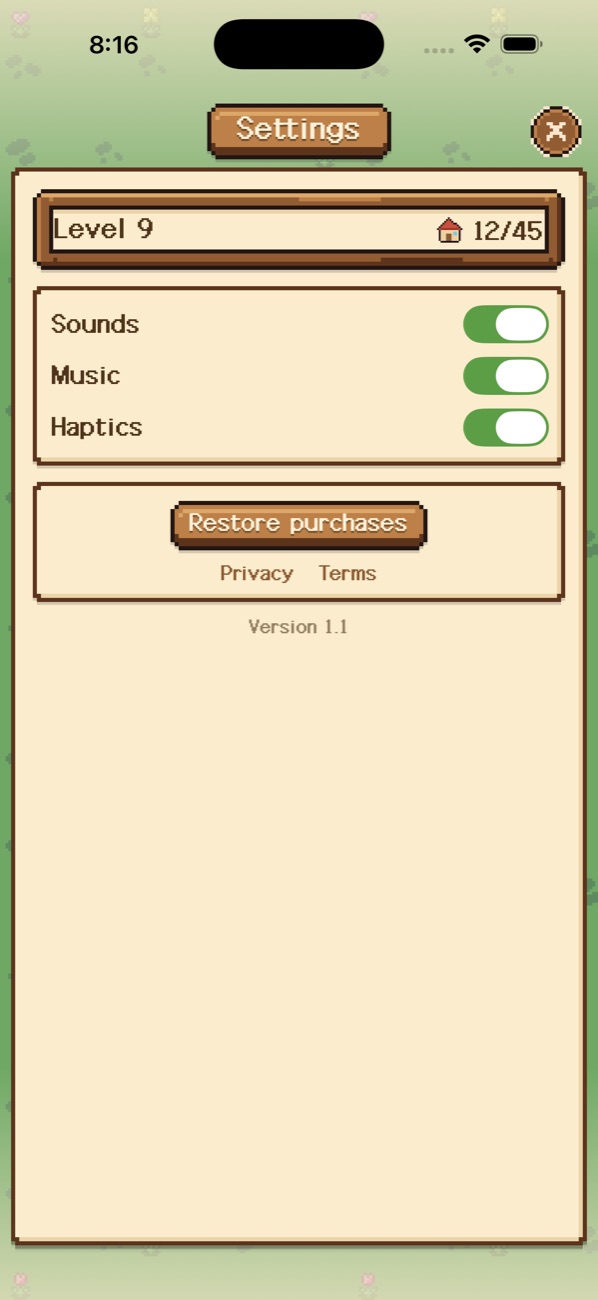 8:16
Settings
Level 9 12/45
Sounds
Music
Haptics
Restore purchases
Privacy Terms
Version 1.1